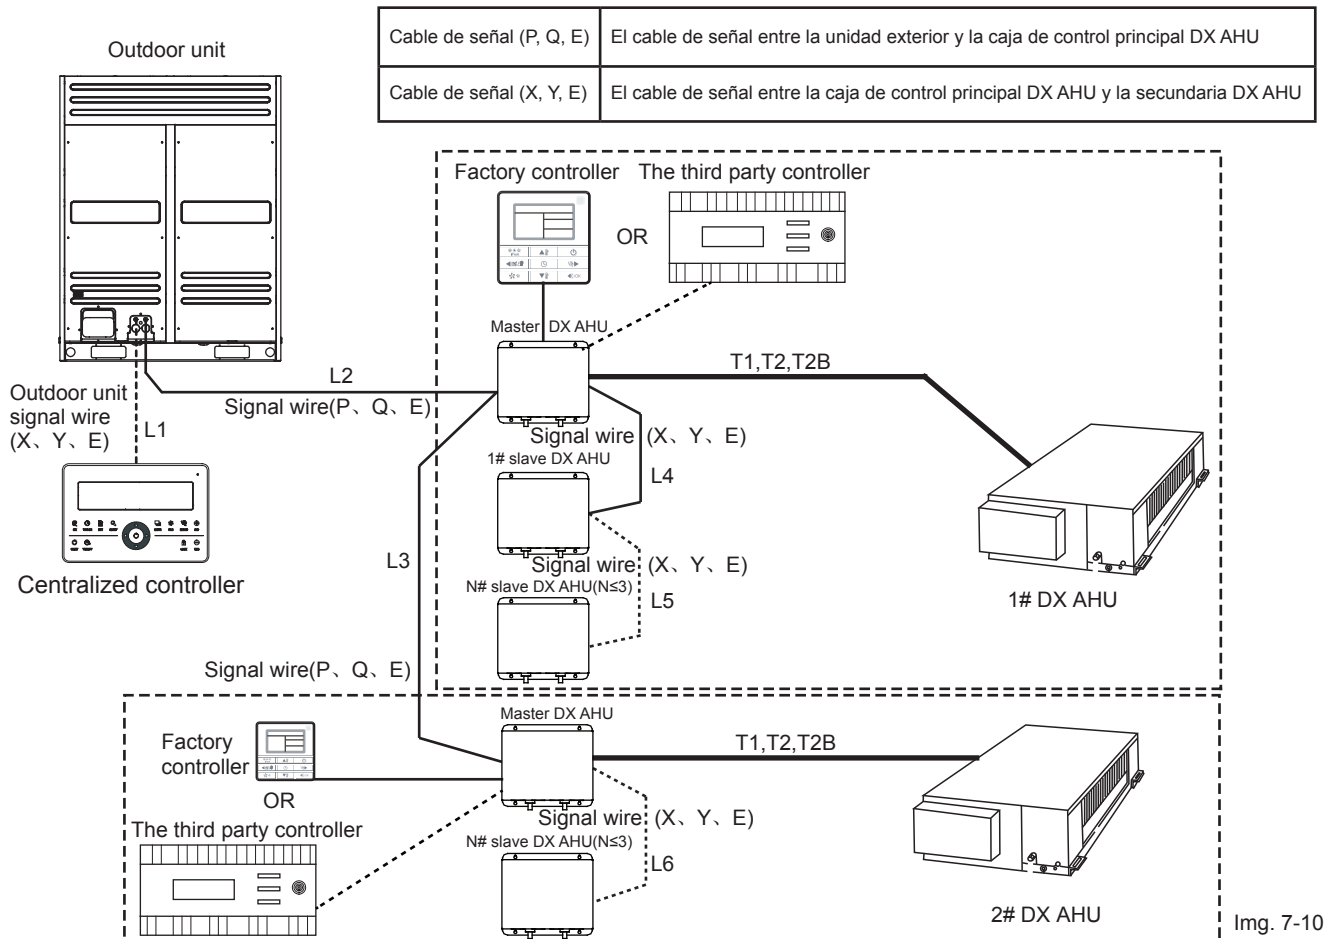 Cable de señal (P, Q, E) El cable de señal entre la unidad exterior y la caja de control principal DX AHU
Cable de señal (X, Y, E) El cable de señal entre la caja de control principal DX AHU y la secundaria DX AHU
Outdoor unit
Factory controller
The third party controller
OR
Master DX AHU
T1,T2,T2B
L2
Signal wire(P、Q、E)
Outdoor unit
signal wire
(X、Y、E)
L1
Signal wire (X、Y、E)
1# slave DX AHU
L4
Centralized controller
L3
Signal wire (X、Y、E)
N# slave DX AHU(N≤3)
L5
1# DX AHU
Signal wire(P、Q、E)
Master DX AHU
Factory
controller
T1,T2,T2B
OR
The third party controller
Signal wire (X、Y、E)
N# slave DX AHU(N≤3)
L6
2# DX AHU
Img. 7-10